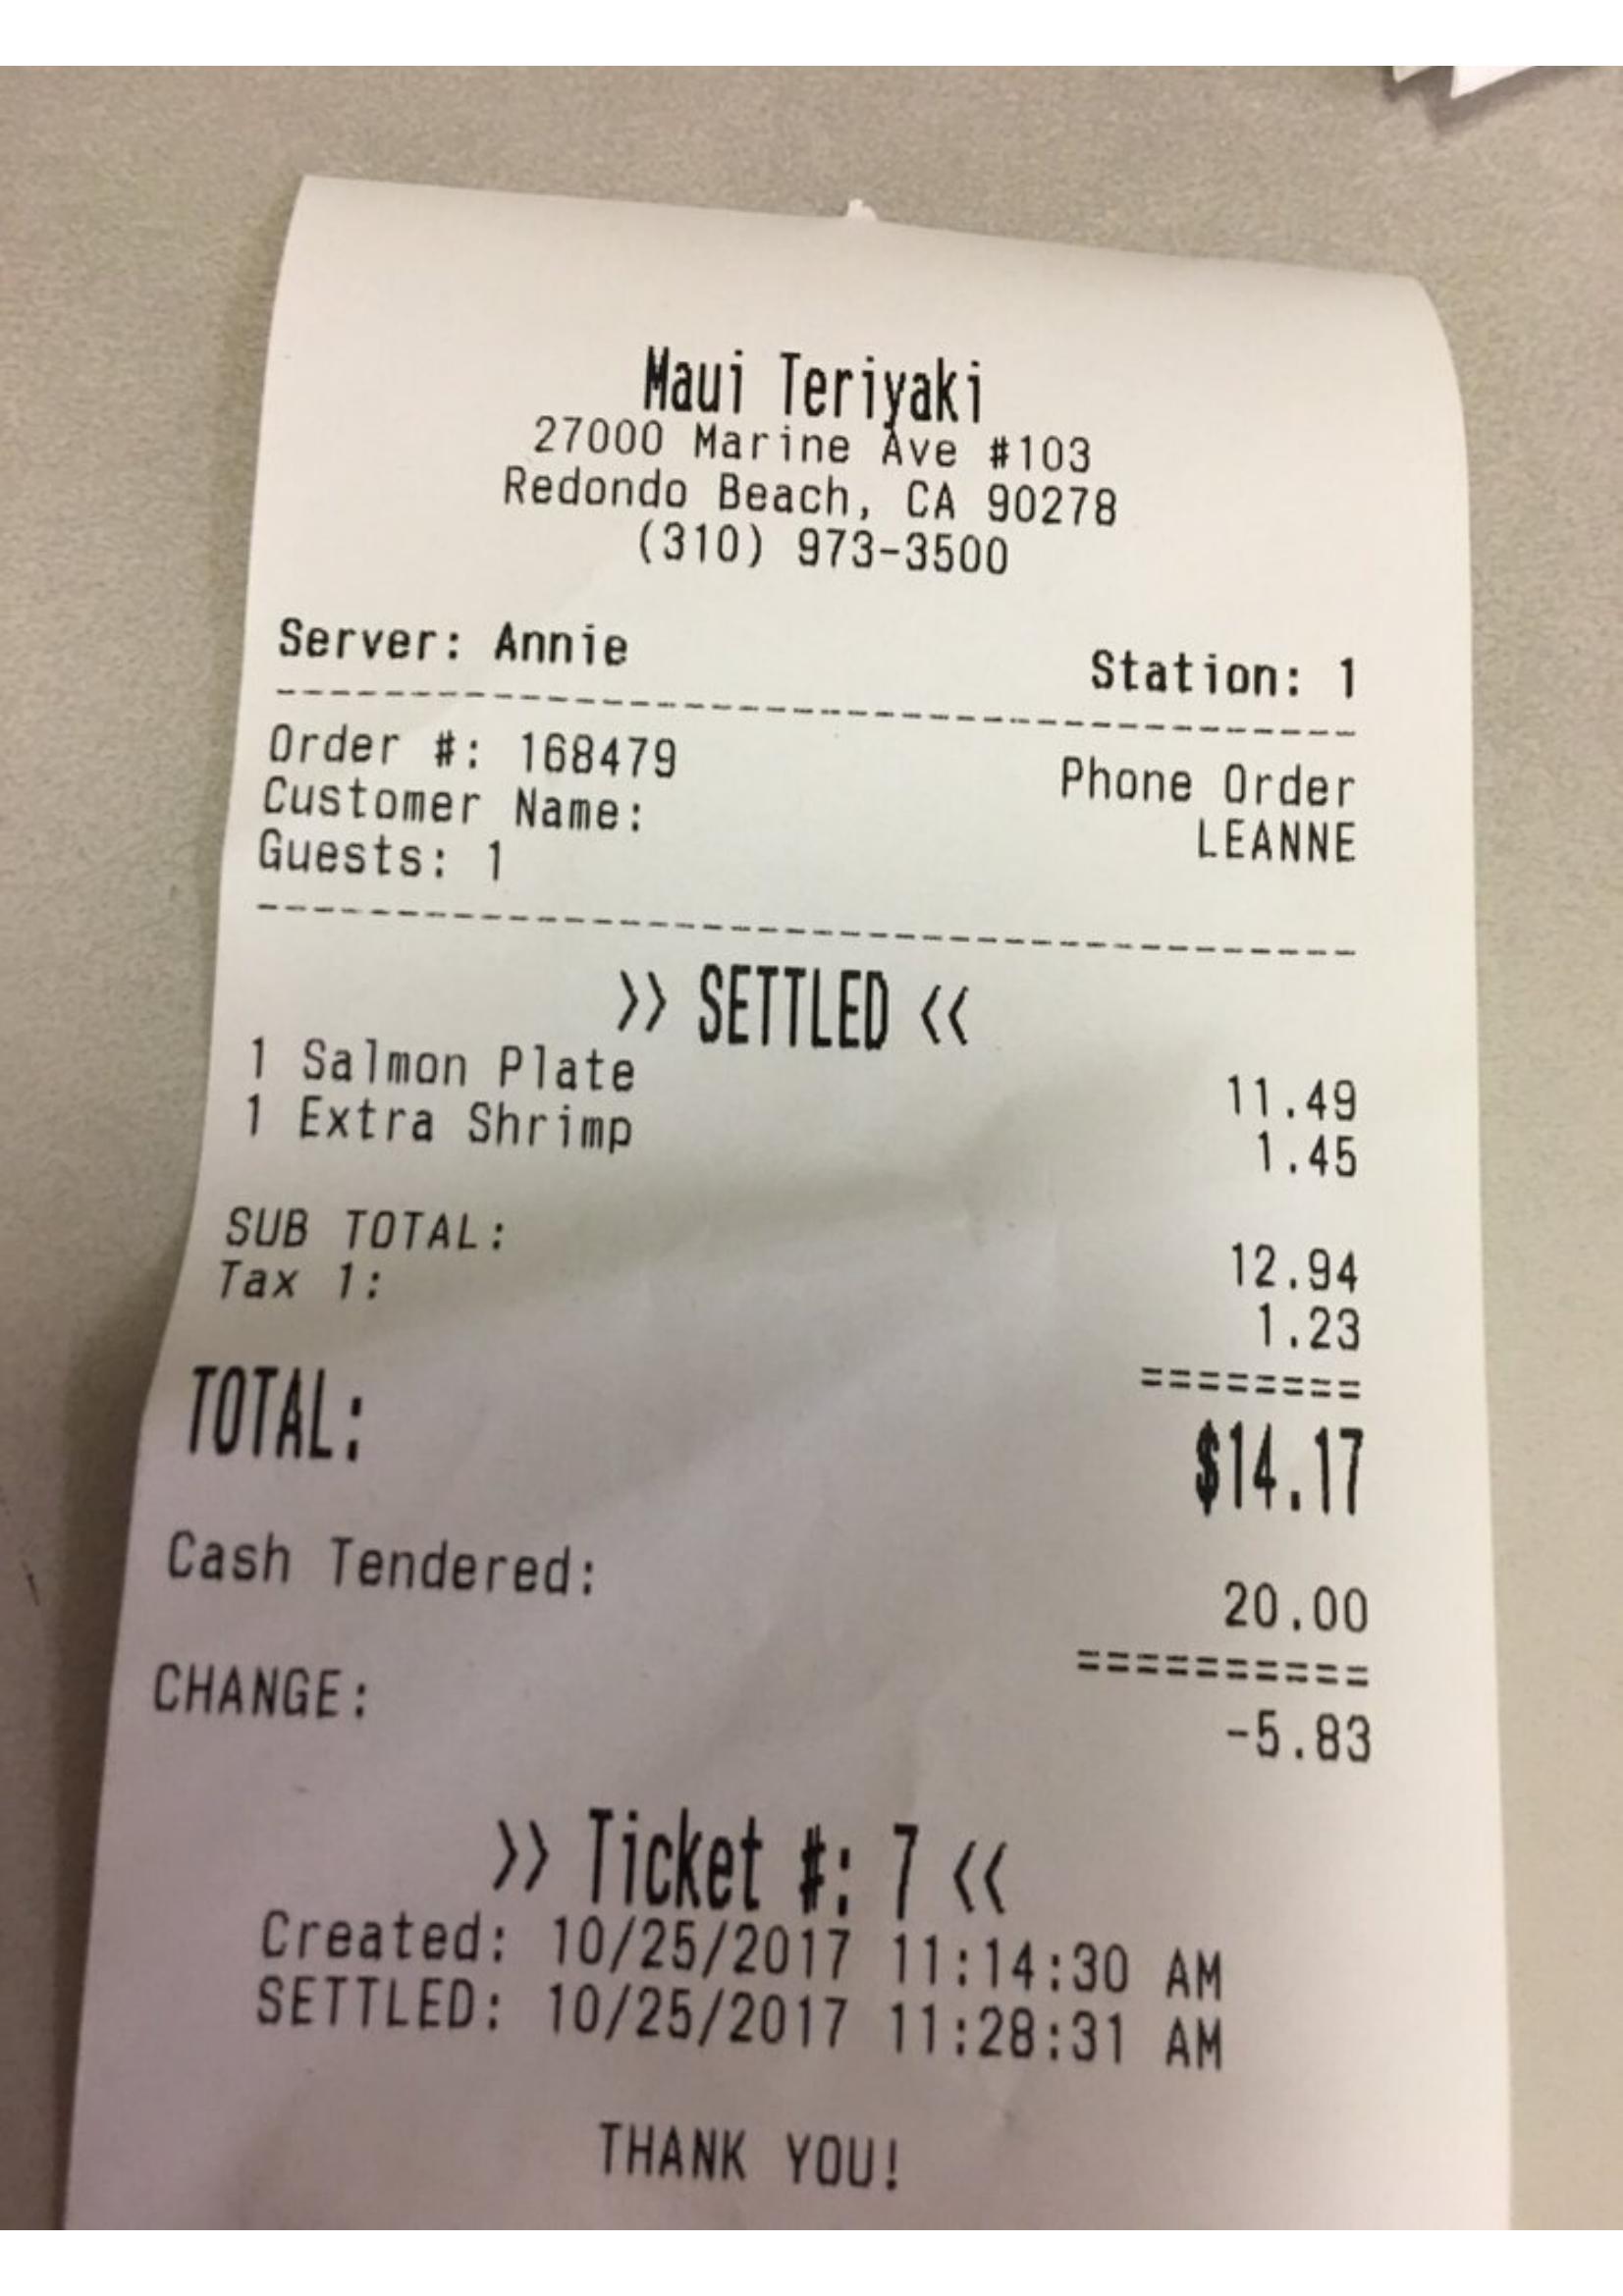 Maui Teriyaki
27000 Marine Ave #103
Redondo Beach, CA 90278
(310) 973-3500
Server: Annie Station: 1
------------------------------------------
Order #: 168479 Phone Order
Customer Name: LEANNE
Guests: 1
------------------------------------------
>> SETTLED <<
1 Salmon Plate 11.49
1 Extra Shrimp 1.45
SUB TOTAL: 12.94
Tax 1: 1.23
========
TOTAL: $14.17
Cash Tendered: 20.00
==========
CHANGE: -5.83
>> Ticket #: 7 <<
Created: 10/25/2017 11:14:30 AM
SETTLED: 10/25/2017 11:28:31 AM
THANK YOU!